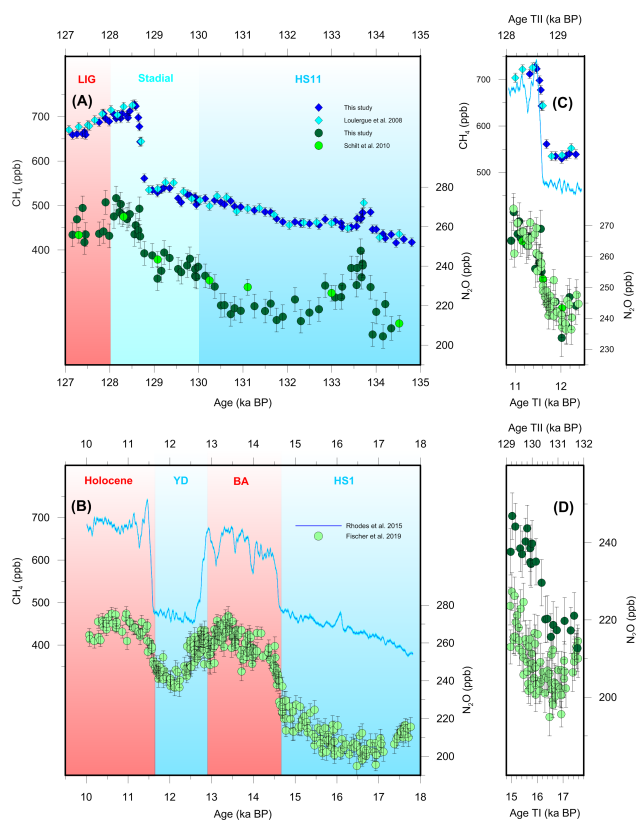 Age TII (ka BP)
127 128 129 130 131 132 133 134 135
128 129
LIG
Stadial
HS11
(A)
(C)
This study
Loulergue et al. 2008
This study
Schilt et al. 2010
CH4 (ppb)
700
600
500
400
N2O (ppb)
280
260
240
220
200
127 128 129 130 131 132 133 134 135
Age (ka BP)
CH4 (ppb)
700
600
500
N2O (ppb)
270
260
250
240
230
11 12
Age TI (ka BP)
10 11 12 13 14 15 16 17 18
Age TII (ka BP)
129 130 131 132
Holocene
YD
BA
HS1
(B)
(D)
Rhodes et al. 2015
Fischer et al. 2019
CH4 (ppb)
700
600
500
400
N2O (ppb)
280
260
240
220
200
10 11 12 13 14 15 16 17 18
Age (ka BP)
N2O (ppb)
240
220
200
15 16 17
Age TI (ka BP)